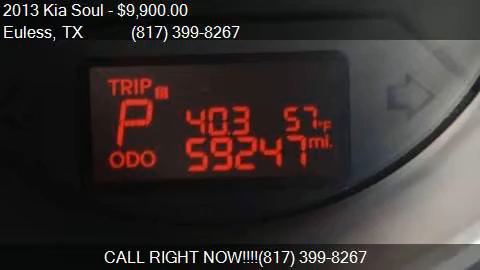 2013 Kia Soul - $9,900.00
Euless, TX (817) 399-8267
TRIP B
P 40.3 57°F
ODO 59247 mi.
CALL RIGHT NOW!!!!(817) 399-8267